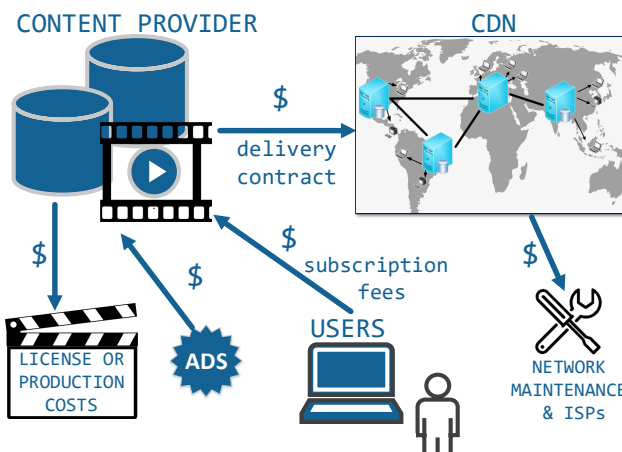 CONTENT PROVIDER
CDN
$
delivery
contract
$
$
$
subscription
fees
$
LICENSE OR
PRODUCTION
COSTS
ADS
USERS
NETWORK
MAINTENANCE
& ISPs